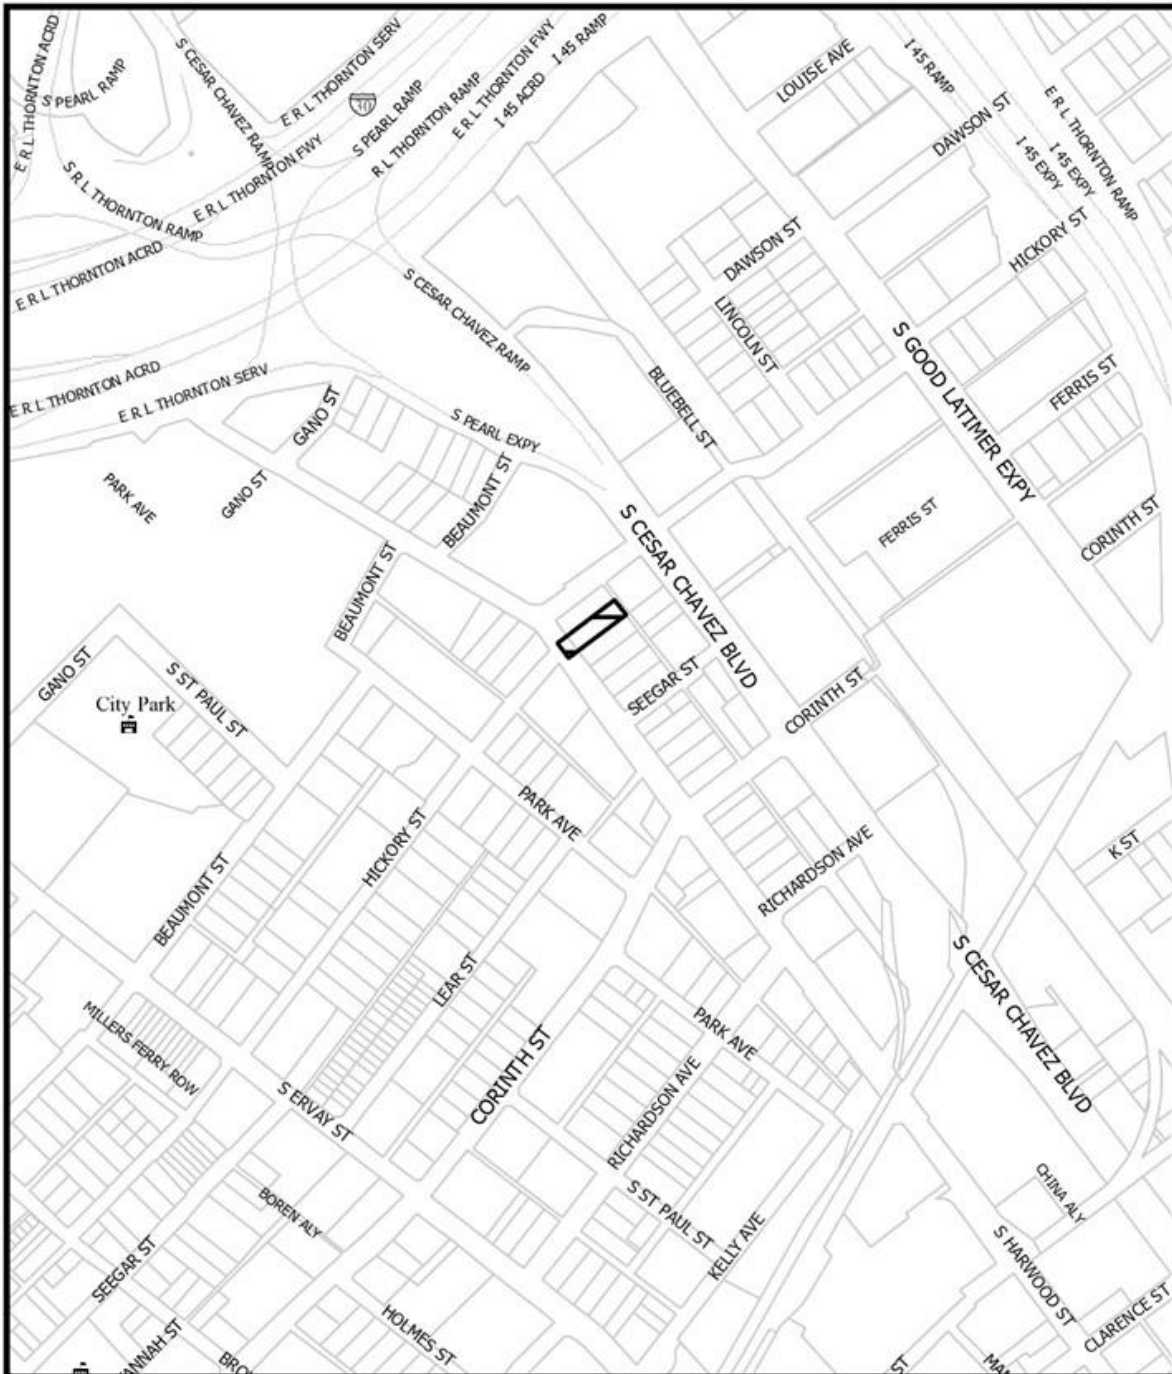 E R L THORNTON ACRD
S PEARL RAMP
S CESAR CHAVEZ RAMP
E R L THORNTON SERV
30
S PEARL RAMP
R L THORNTON RAMP
E R L THORNTON FWY
I 45 ACRD
I 45 RAMP
LOUISE AVE
I 45 RAMP
DAWSON ST
E R L THORNTON RAMP
I 45 EXPY
I 45 EXPY
S R L THORNTON RAMP
E R L THORNTON FWY
E R L THORNTON ACRD
DAWSON ST
HICKORY ST
S CESAR CHAVEZ RAMP
LINCOLN ST
S GOOD LATIMER EXPY
E R L THORNTON ACRD
E R L THORNTON SERV
GANO ST
S PEARL EXPY
BLUEBELL ST
FERRIS ST
PARK AVE
GANO ST
BEAUMONT ST
FERRIS ST
CORINTH ST
BEAUMONT ST
S CESAR CHAVEZ BLVD
GANO ST
S ST PAUL ST
City Park
SEEGAR ST
CORINTH ST
PARK AVE
HICKORY ST
RICHARDSON AVE
K ST
BEAUMONT ST
LEAR ST
S CESAR CHAVEZ BLVD
MILLERS FERRY ROW
PARK AVE
S ERVAY ST
CORINTH ST
RICHARDSON AVE
BOREN ALY
S ST PAUL ST
KELLY AVE
CHINA ALY
S HARWOOD ST
SEEGAR ST
HOLMES ST
CLARENCE ST
ANNAH ST
BRO
ST
MA